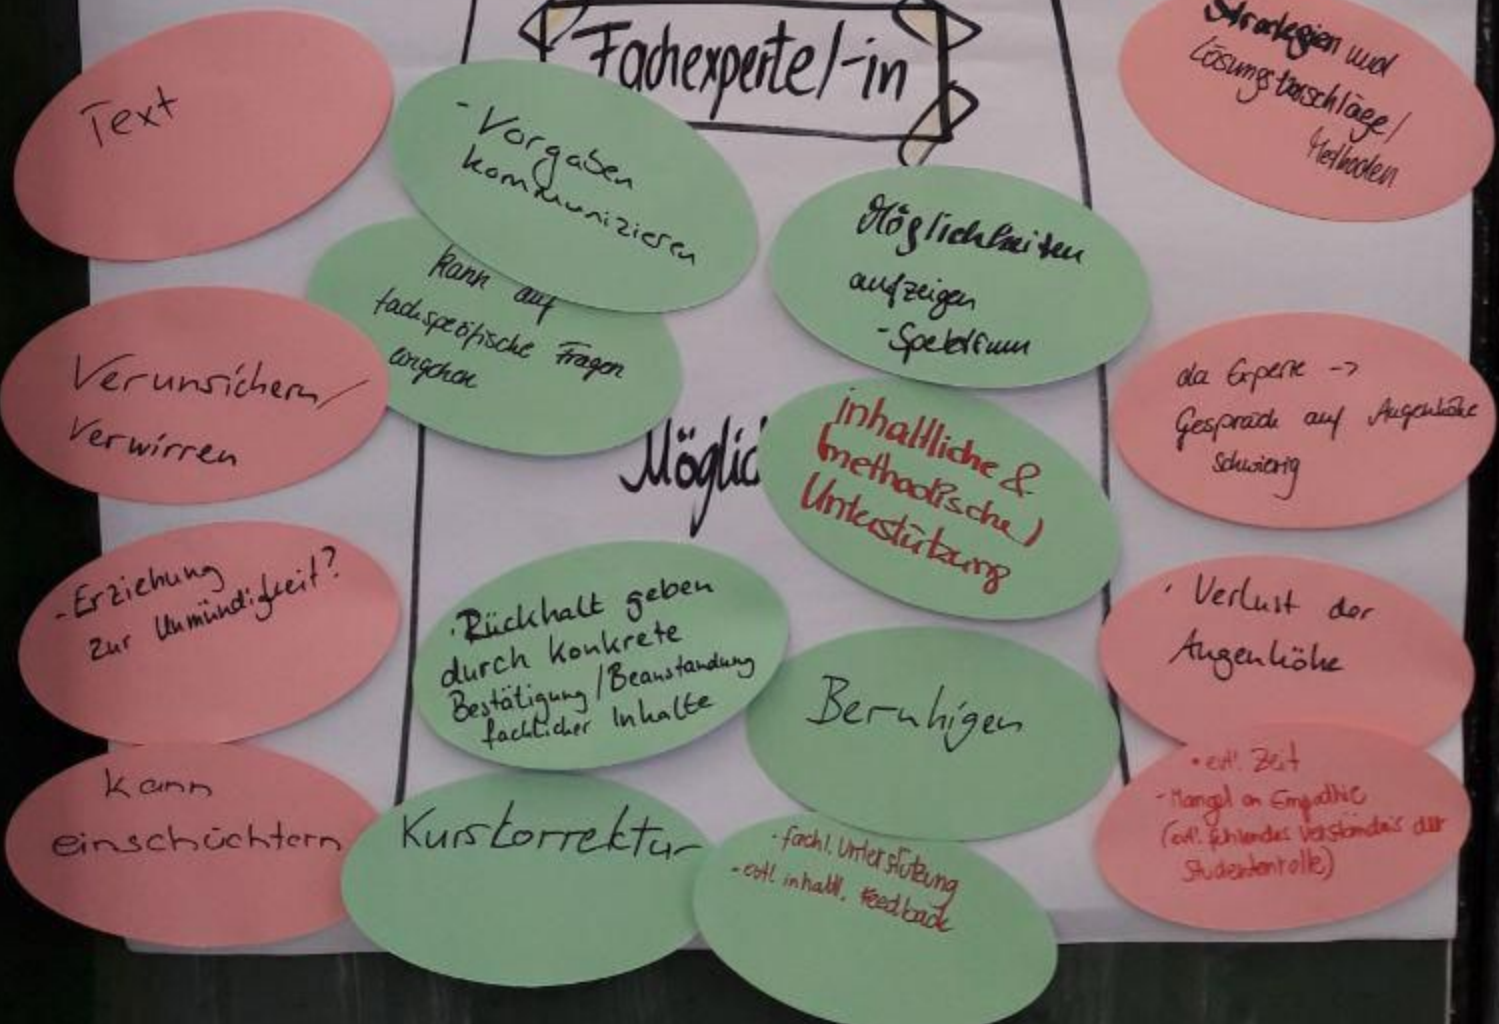 Fachexperte/-in
Text
- Vorgaben
kommunizieren
kann auf
fachspezifische Fragen
eingehen
Möglichkeiten
aufzeigen
- Spektrum
Strategien und
Lösungsvorschläge/
Methoden
Verunsichern/
Verwirren
Möglic
inhaltliche &
(methodische)
Unterstützung
da Experte ->
Gespräch auf Augenhöhe
schwierig
- Erziehung
zur Unmündigkeit?
· Rückhalt geben
durch konkrete
Bestätigung/Beanstandung
fachlicher Inhalte
Beruhigen
· Verlust der
Augenhöhe
kann
einschüchtern
Kurskorrektur
- fachl. Unterstützung
- evtl. inhaltl. Feedback
• evtl. Zeit
- Mangel an Empathie
(evtl. fehlendes Verständnis der
Studentenrolle)